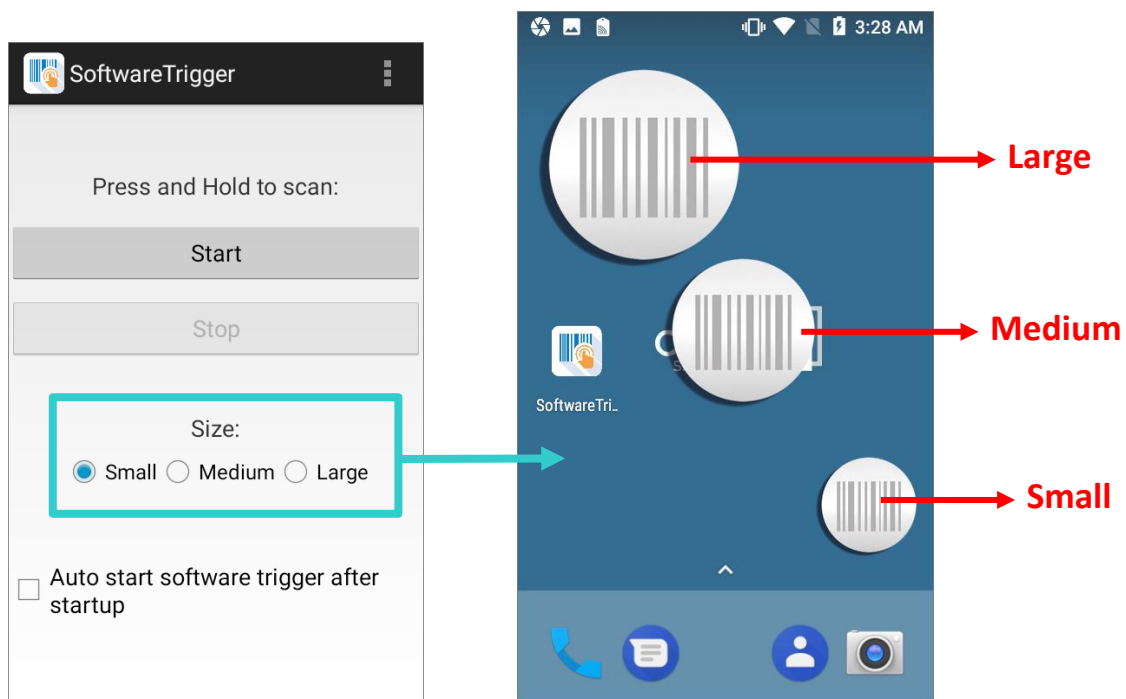 SoftwareTrigger
Press and Hold to scan:
Start
Stop
Size:
Small Medium Large
Auto start software trigger after
startup
3:28 AM
Large
Medium
SoftwareTri..
Small